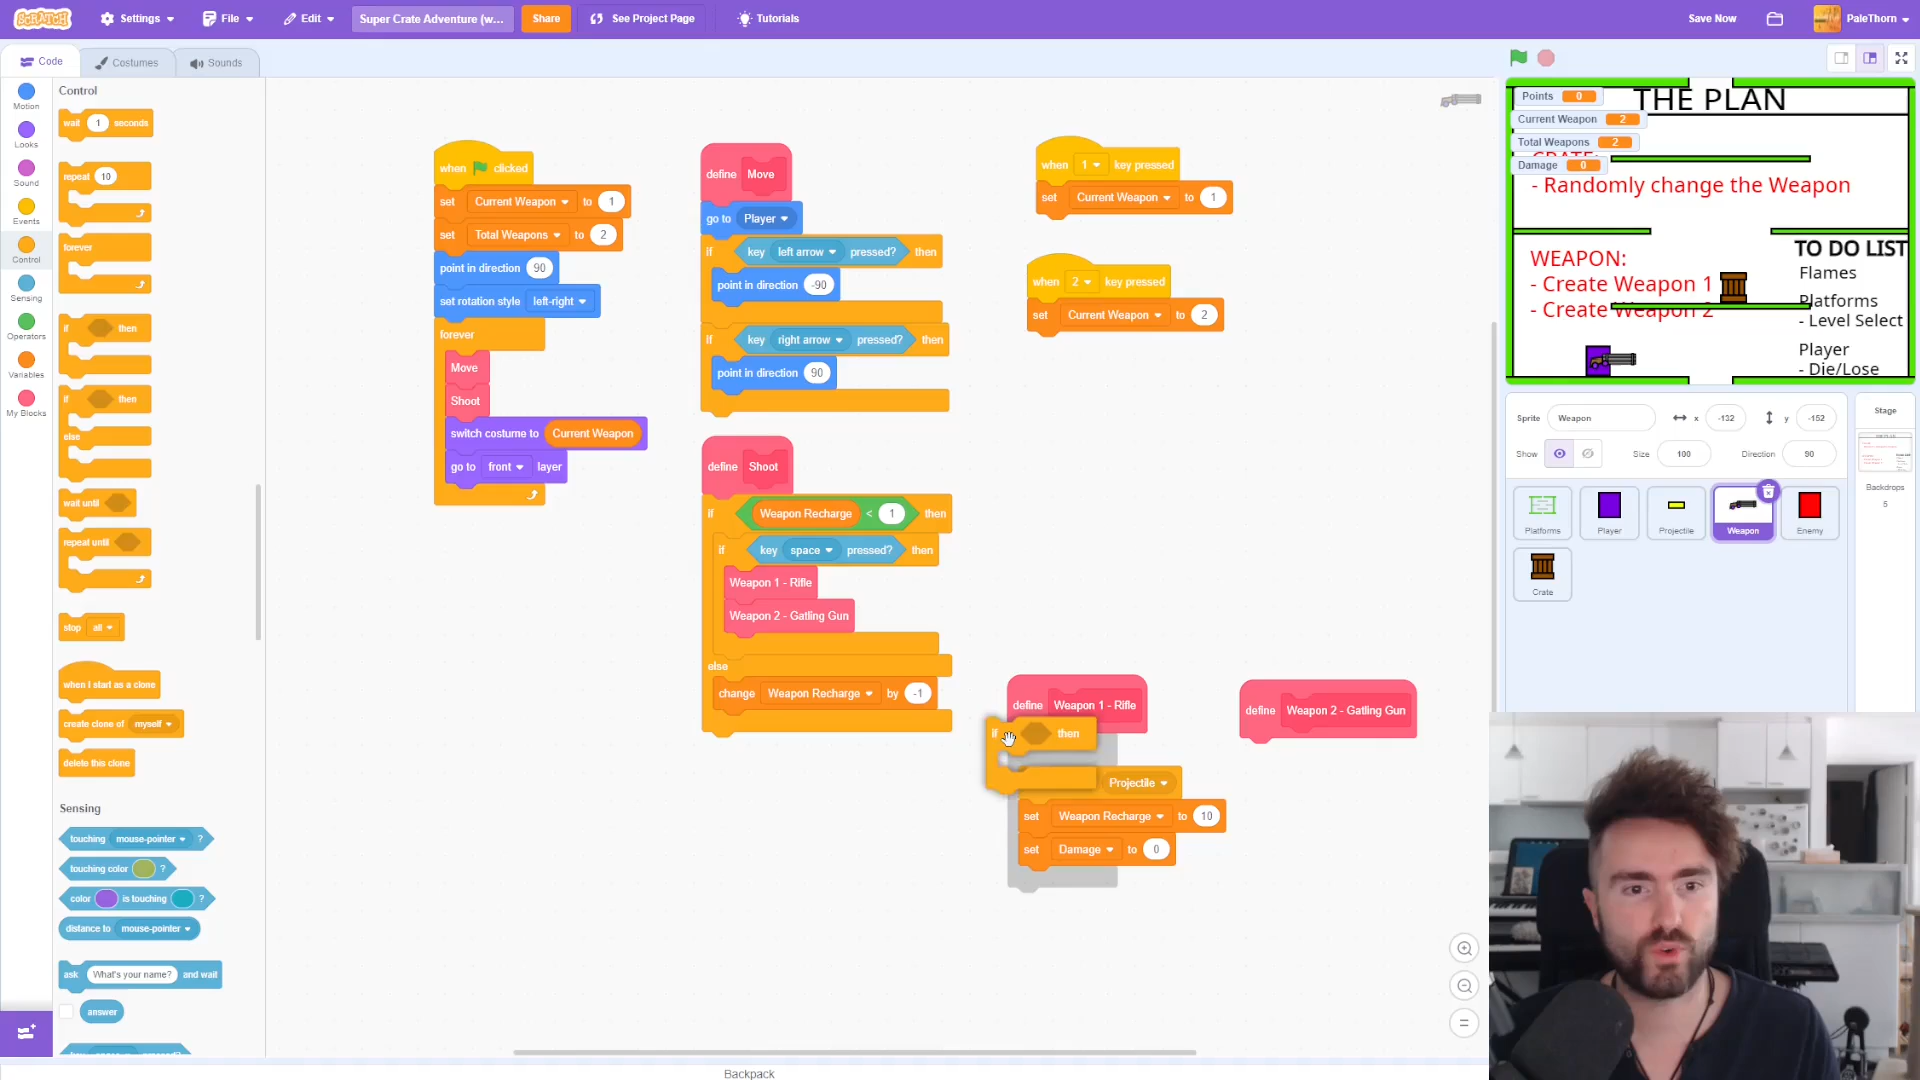 SCRATCH
Settings
File
Edit
Super Crate Adventure (w...
Share
See Project Page
Tutorials
Save Now
PaleThorn
Code
Costumes
Sounds
Motion
Looks
Sound
Events
Control
Sensing
Operators
Variables
My Blocks
Control
wait 1 seconds
repeat 10
forever
if then
if then
else
wait until
repeat until
stop all
when I start as a clone
create clone of myself
delete this clone
Sensing
touching mouse-pointer ?
touching color ?
color is touching ?
distance to mouse-pointer
ask What's your name? and wait
answer
when clicked
set Current Weapon to 1
set Total Weapons to 2
point in direction 90
set rotation style left-right
forever
Move
Shoot
switch costume to Current Weapon
go to front layer
define Move
go to Player
if key left arrow pressed? then
point in direction -90
if key right arrow pressed? then
point in direction 90
define Shoot
if Weapon Recharge < 1 then
if key space pressed? then
Weapon 1 - Rifle
Weapon 2 - Gatling Gun
else
change Weapon Recharge by -1
when 1 key pressed
set Current Weapon to 1
when 2 key pressed
set Current Weapon to 2
define Weapon 1 - Rifle
if then
Projectile
set Weapon Recharge to 10
set Damage to 0
define Weapon 2 - Gatling Gun
Points 0
Current Weapon 2
Total Weapons 2
Damage 0
THE PLAN
- Randomly change the Weapon
WEAPON:
- Create Weapon 1
- Create Weapon 2
TO DO LIST
Flames
Platforms
- Level Select
Player
- Die/Lose
Sprite Weapon x -132 y -152
Show Size 100 Direction 90
Platforms
Player
Projectile
Weapon
Enemy
Crate
Stage
Backdrops
5
Backpack